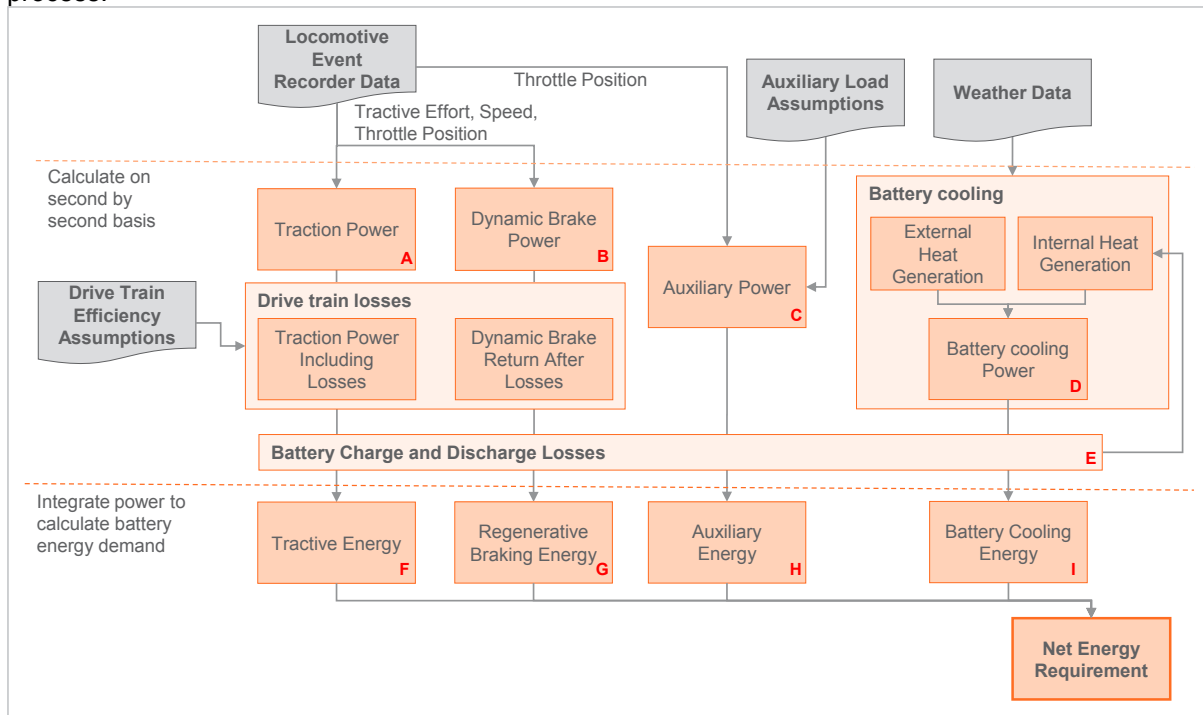 process.
Locomotive
Event
Recorder Data
Throttle Position
Auxiliary Load
Assumptions
Weather Data
Tractive Effort, Speed,
Throttle Position
Calculate on
second by
second basis
Traction Power
A
Dynamic Brake
Power
B
Battery cooling
External
Heat
Generation
Internal Heat
Generation
Auxiliary Power
C
Drive Train
Efficiency
Assumptions
Drive train losses
Traction Power
Including
Losses
Dynamic Brake
Return After
Losses
Battery cooling
Power
D
Battery Charge and Discharge Losses
E
Integrate power to
calculate battery
energy demand
Tractive Energy
F
Regenerative
Braking Energy
G
Auxiliary
Energy
H
Battery Cooling
Energy
I
Net Energy
Requirement